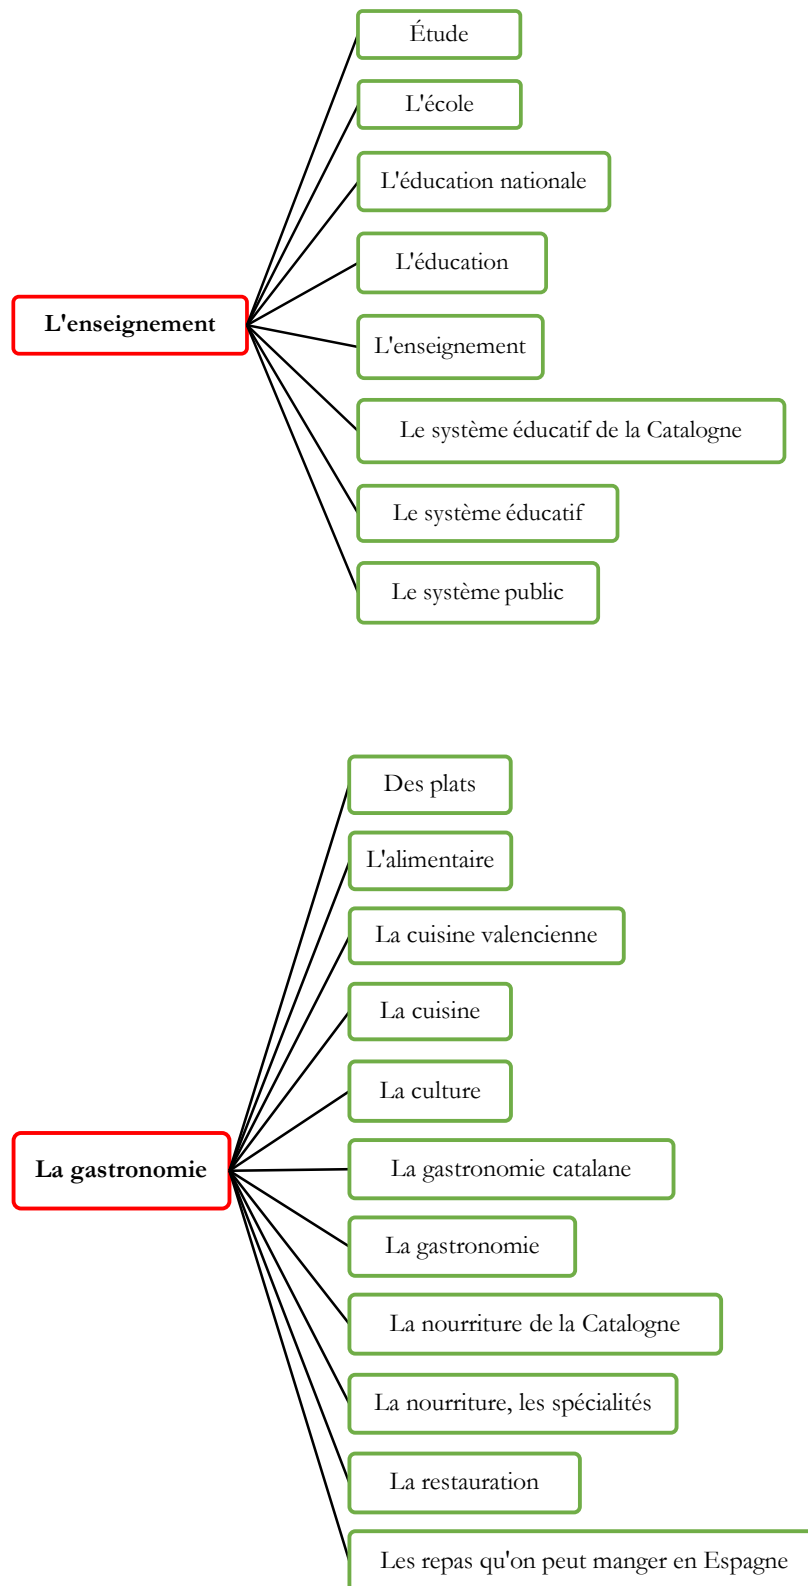 Étude
L'école
L'éducation nationale
L'éducation
L'enseignement
L'enseignement
Le système éducatif de la Catalogne
Le système éducatif
Le système public
Des plats
L'alimentaire
La cuisine valencienne
La cuisine
La culture
La gastronomie
La gastronomie catalane
La gastronomie
La nourriture de la Catalogne
La nourriture, les spécialités
La restauration
Les repas qu'on peut manger en Espagne